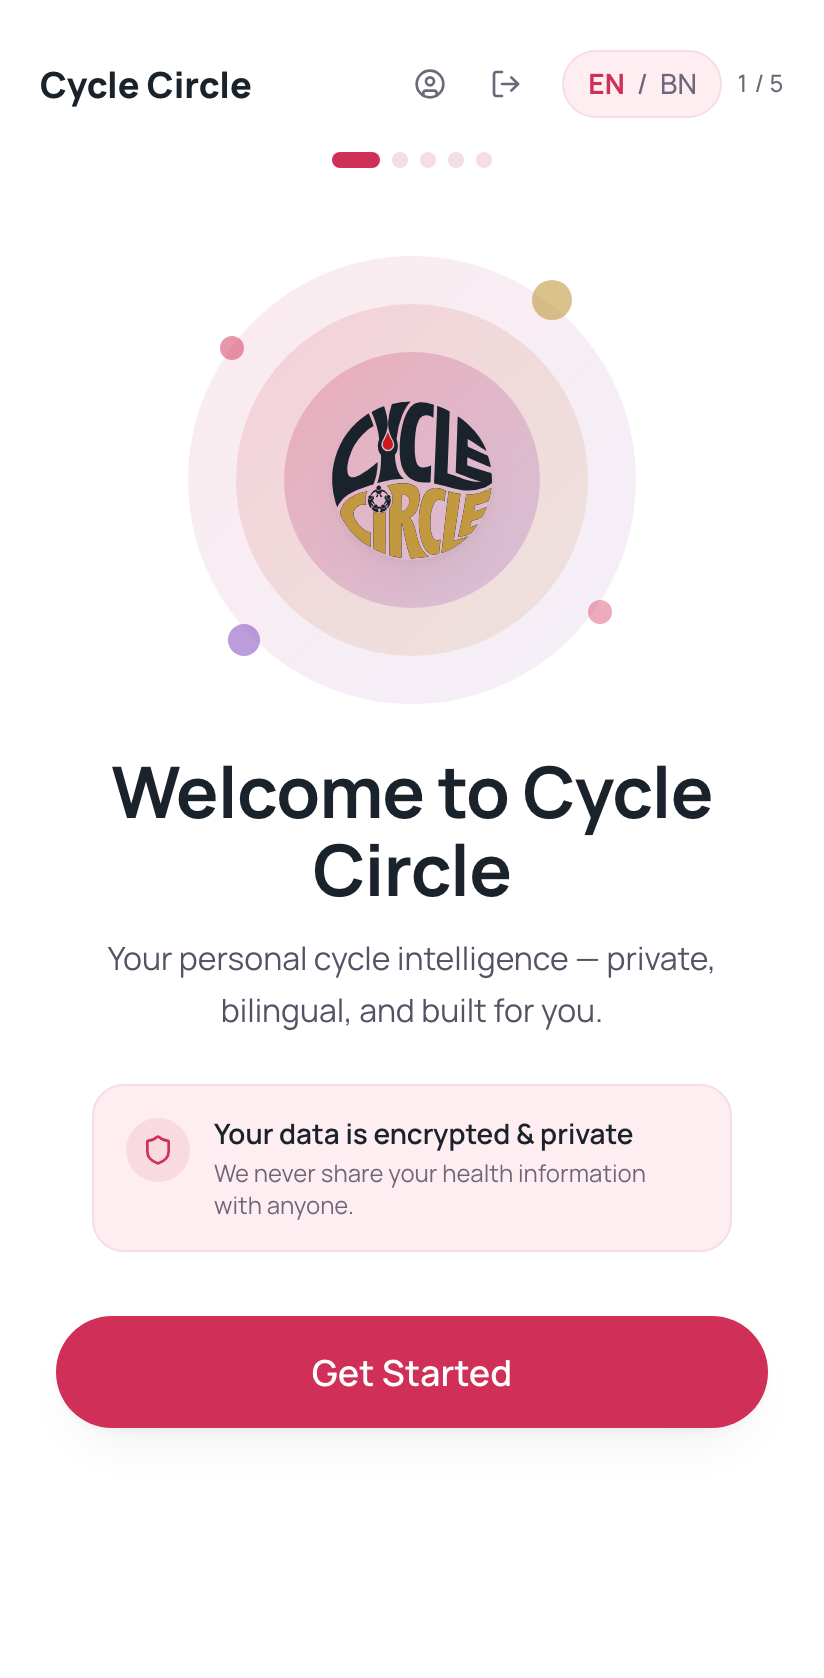 Cycle Circle
EN / BN
1 / 5
CYCLE
CIRCLE
Welcome to Cycle
Circle
Your personal cycle intelligence — private,
bilingual, and built for you.
Your data is encrypted & private
We never share your health information
with anyone.
Get Started